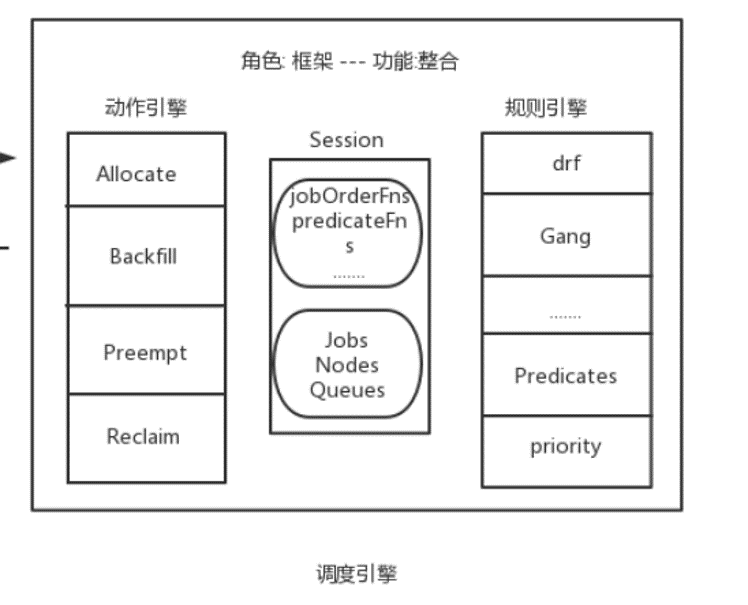 角色: 框架 --- 功能:整合
动作引擎
Allocate
Backfill
Preempt
Reclaim
Session
jobOrderFns
predicateFn
s
.......
Jobs
Nodes
Queues
规则引擎
drf
Gang
.......
Predicates
priority
调度引擎